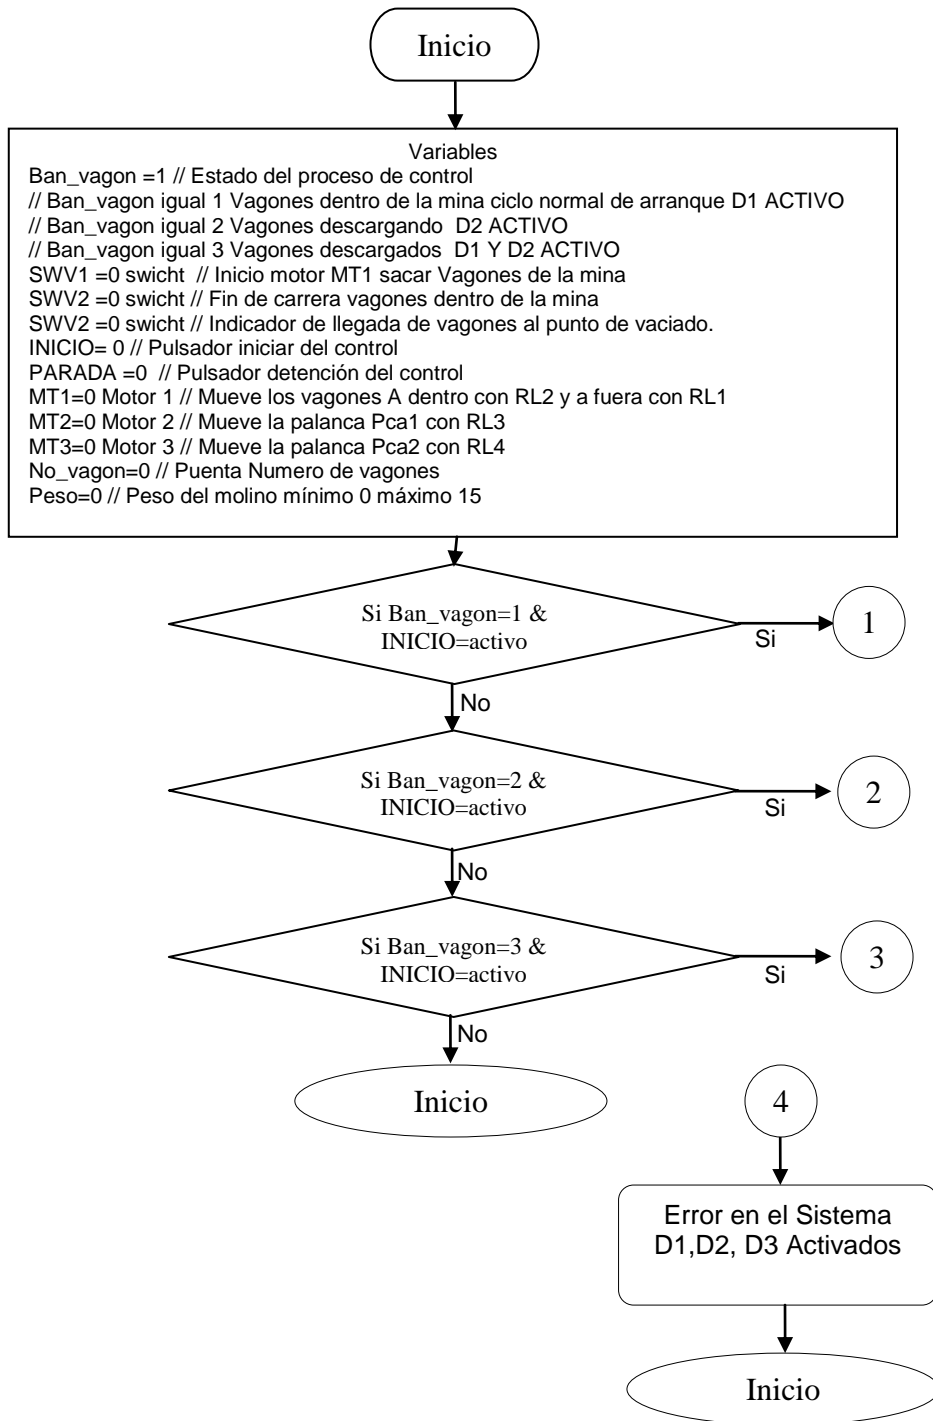 Inicio
Variables
Ban_vagon =1 // Estado del proceso de control
// Ban_vagon igual 1 Vagones dentro de la mina ciclo normal de arranque D1 ACTIVO
// Ban_vagon igual 2 Vagones descargando D2 ACTIVO
// Ban_vagon igual 3 Vagones descargados D1 Y D2 ACTIVO
SWV1 =0 swicht // Inicio motor MT1 sacar Vagones de la mina
SWV2 =0 swicht // Fin de carrera vagones dentro de la mina
SWV2 =0 swicht // Indicador de llegada de vagones al punto de vaciado.
INICIO= 0 // Pulsador iniciar del control
PARADA =0 // Pulsador detención del control
MT1=0 Motor 1 // Mueve los vagones A dentro con RL2 y a fuera con RL1
MT2=0 Motor 2 // Mueve la palanca Pca1 con RL3
MT3=0 Motor 3 // Mueve la palanca Pca2 con RL4
No_vagon=0 // Puenta Numero de vagones
Peso=0 // Peso del molino mínimo 0 máximo 15
Si Ban_vagon=1 &
INICIO=activo
Si
1
No
Si Ban_vagon=2 &
INICIO=activo
Si
2
No
Si Ban_vagon=3 &
INICIO=activo
Si
3
No
Inicio
4
Error en el Sistema
D1,D2, D3 Activados
Inicio